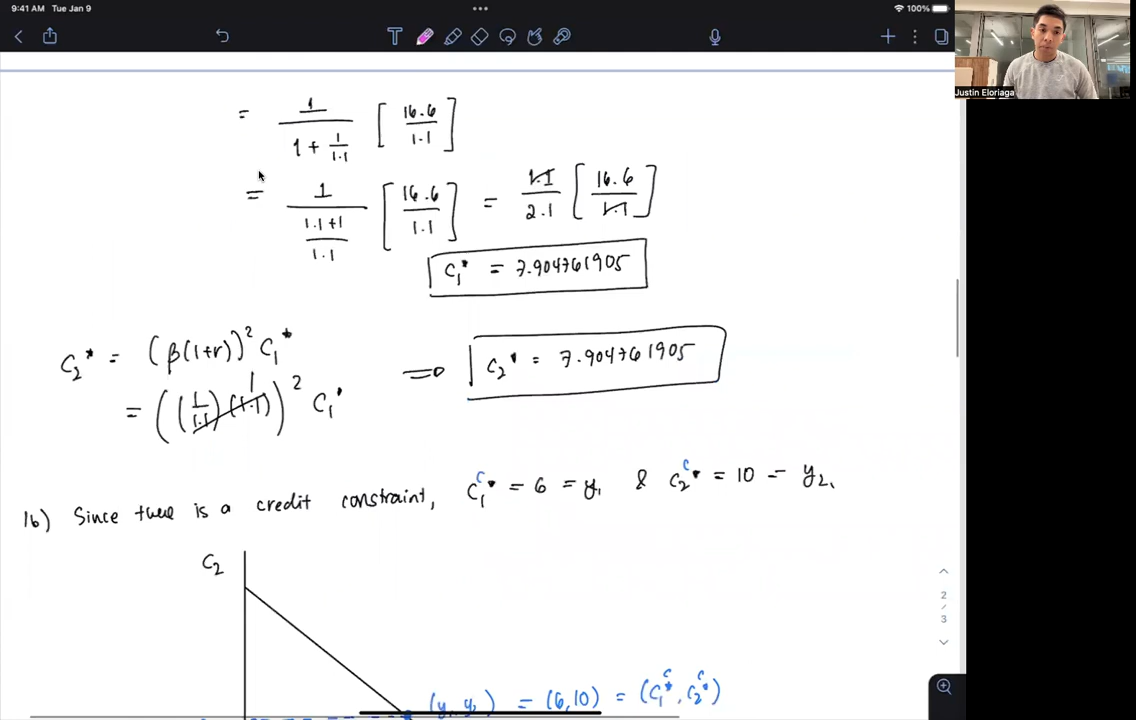 9:41 AM Tue Jan 9
100%
Justin Eloriaga
= 1 / (1 + 1/1.1) [ 16.6 / 1.1 ]
= 1 / ((1.1 + 1) / 1.1) [ 16.6 / 1.1 ] = 1.1 / 2.1 [ 16.6 / 1.1 ]
C₁* = 7.904761905
C₂* = (β(1+r))² C₁*
⇒ C₂* = 7.904761905
= ((1/1.1)(1.1) 1)² C₁*
1b) Since there is a credit constraint, C₁ᶜ* = 6 = y₁ & C₂ᶜ* = 10 = y₂,
C₂
(y₁, y₂) = (6,10) = (C₁ᶜ*, C₂ᶜ*)
2
/
3